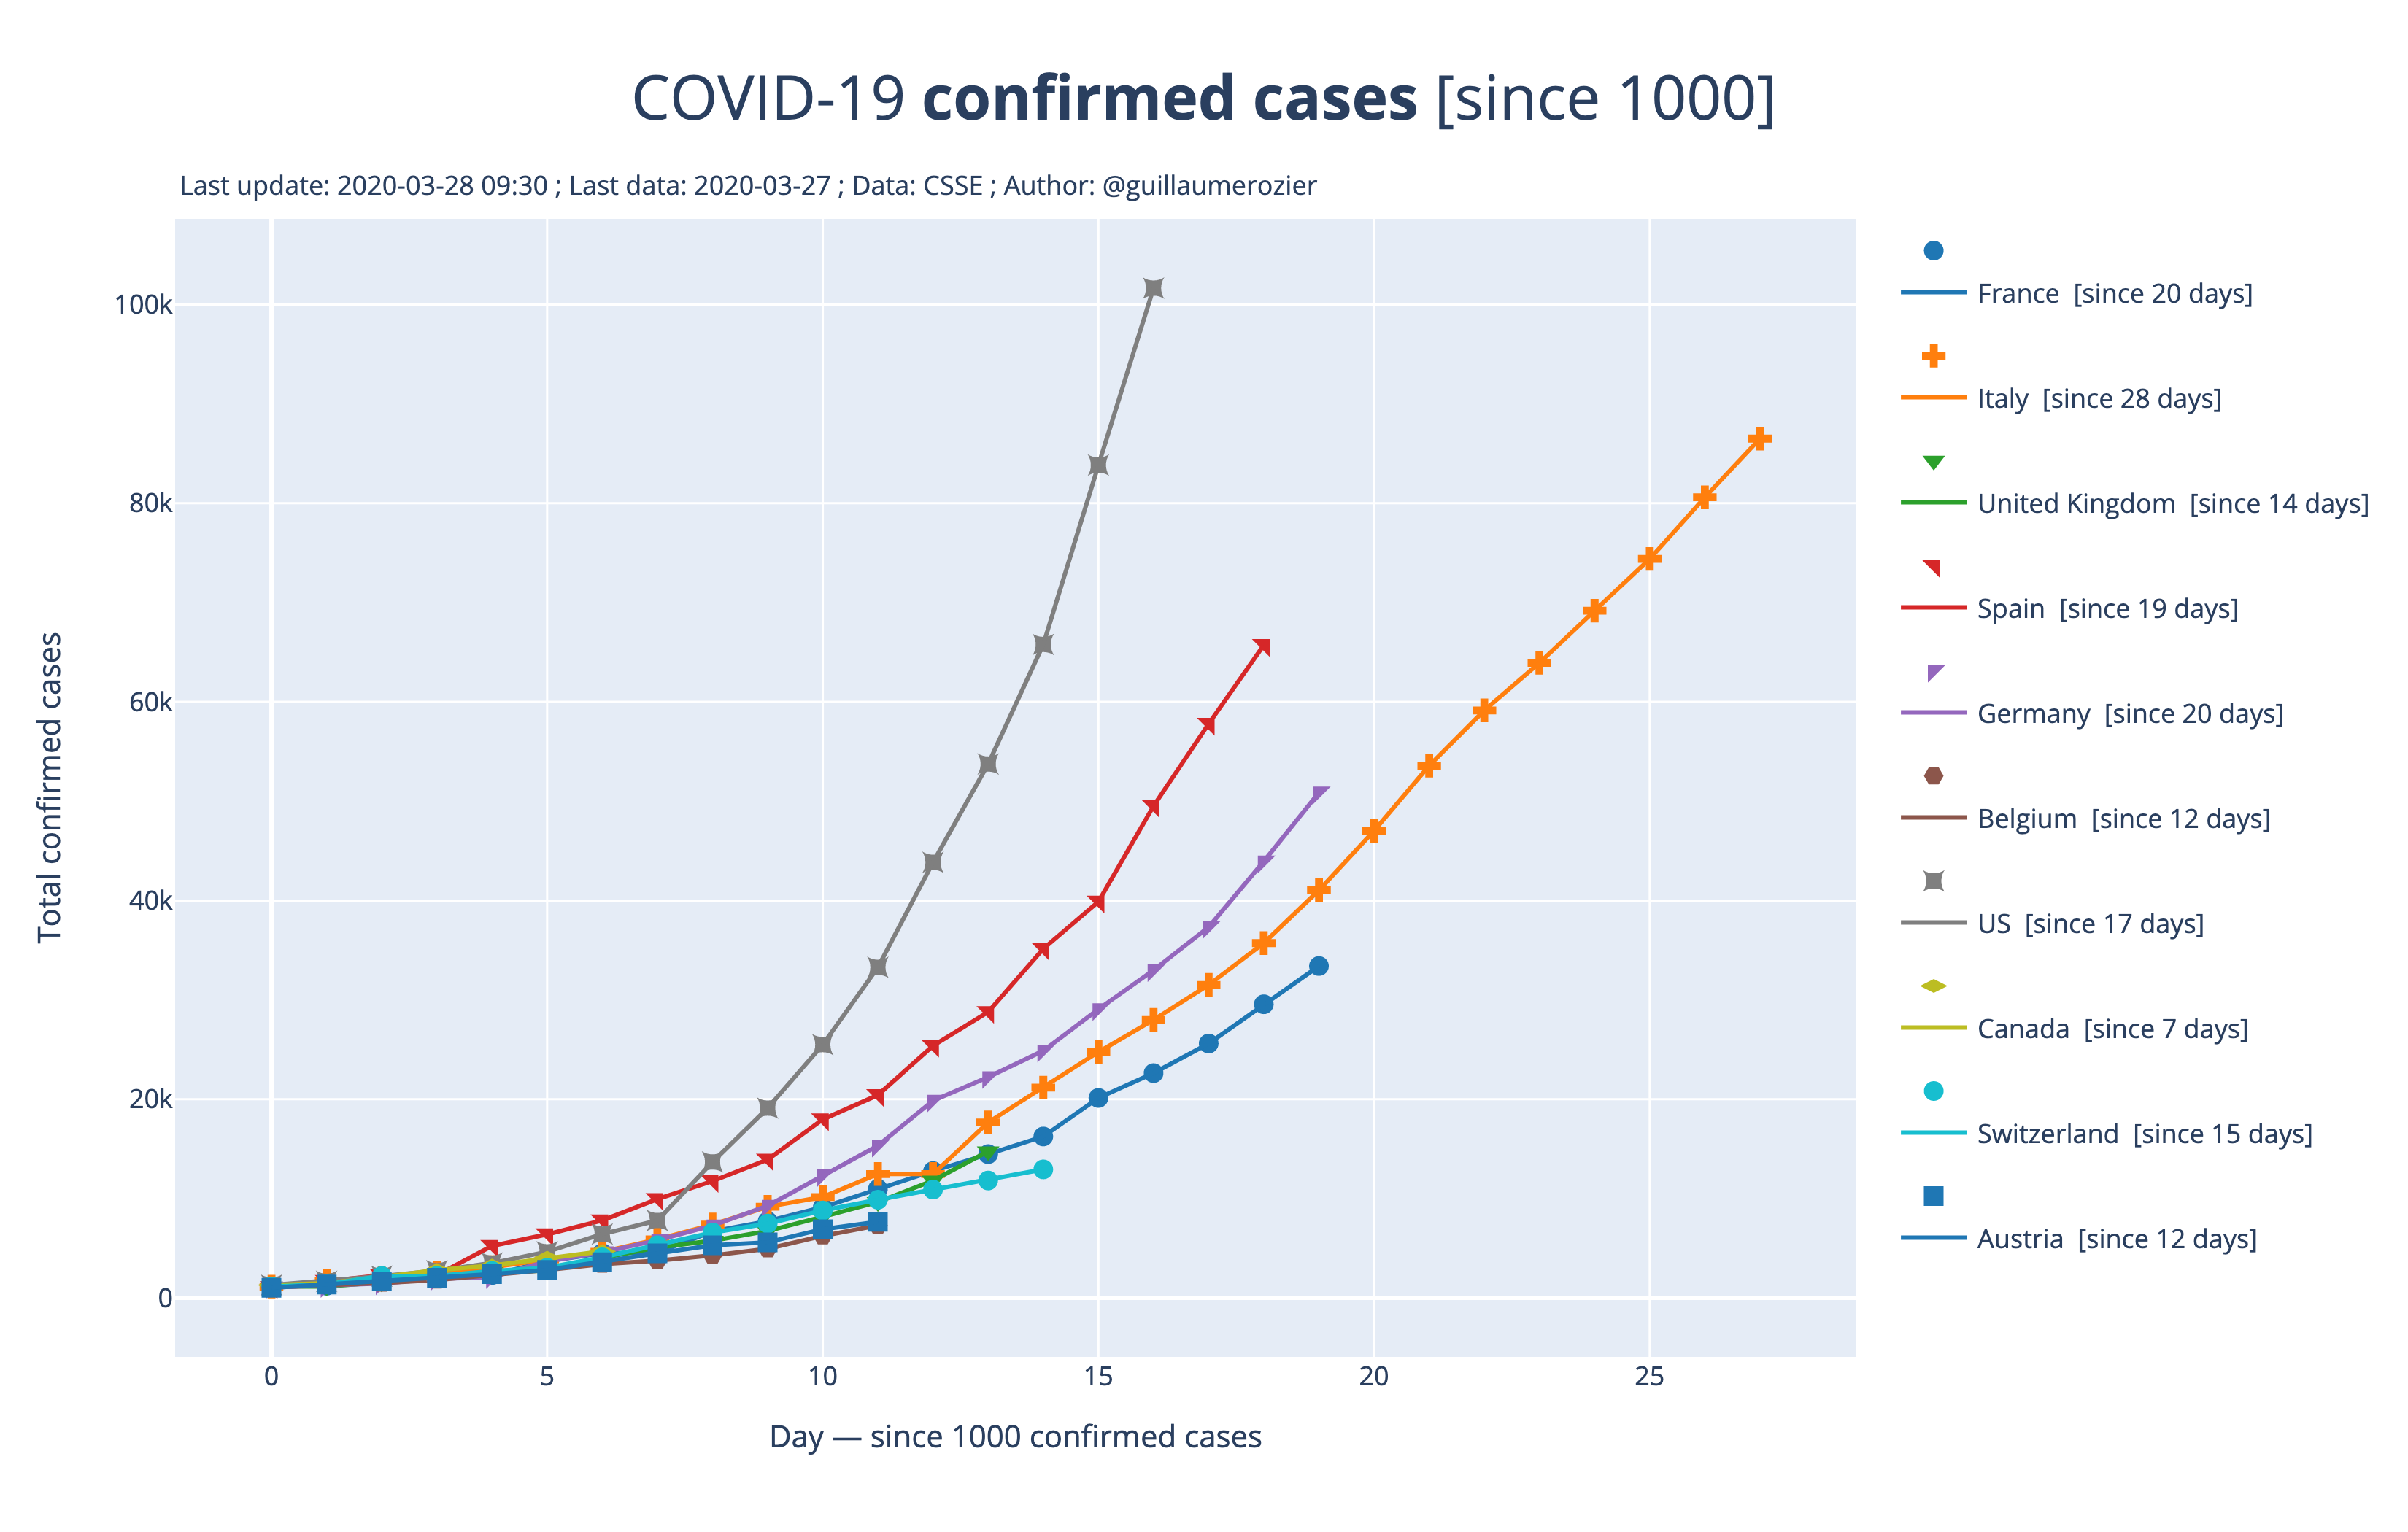 COVID-19 confirmed cases [since 1000]
Last update: 2020-03-28 09:30 ; Last data: 2020-03-27 ; Data: CSSE ; Author: @guillaumerozier
Total confirmed cases
100k
80k
60k
40k
20k
0
0 5 10 15 20 25
Day — since 1000 confirmed cases
France [since 20 days]
Italy [since 28 days]
United Kingdom [since 14 days]
Spain [since 19 days]
Germany [since 20 days]
Belgium [since 12 days]
US [since 17 days]
Canada [since 7 days]
Switzerland [since 15 days]
Austria [since 12 days]